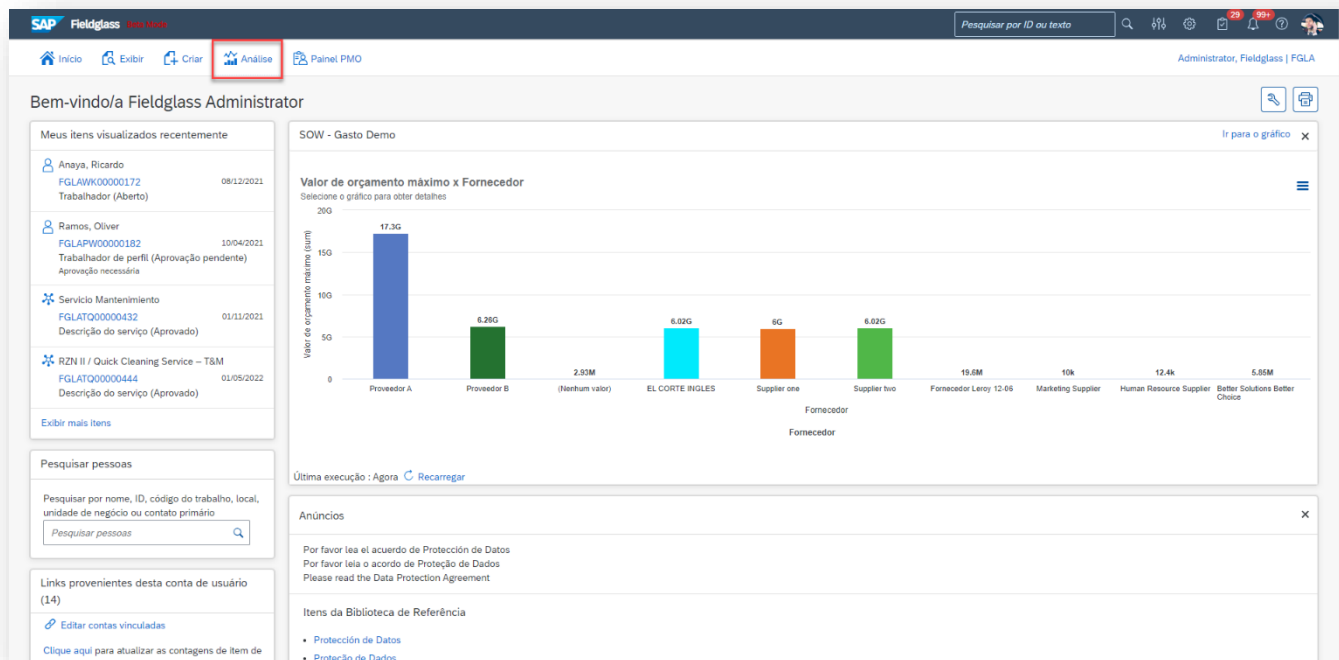 SAP Fieldglass Beta Mode
Pesquisar por ID ou texto
29
99+
Início
Exibir
Criar
Análise
Painel PMO
Administrator, Fieldglass | FGLA
Bem-vindo/a Fieldglass Administrator
Meus itens visualizados recentemente
Anaya, Ricardo
FGLAWK00000172 08/12/2021
Trabalhador (Aberto)
Ramos, Oliver
FGLAPW00000182 10/04/2021
Trabalhador de perfil (Aprovação pendente)
Aprovação necessária
Servicio Mantenimiento
FGLATQ00000432 01/11/2021
Descrição do serviço (Aprovado)
RZN II / Quick Cleaning Service – T&M
FGLATQ00000444 01/05/2022
Descrição do serviço (Aprovado)
Exibir mais itens
Pesquisar pessoas
Pesquisar por nome, ID, código do trabalho, local,
unidade de negócio ou contato primário
Pesquisar pessoas
Links provenientes desta conta de usuário
(14)
Editar contas vinculadas
Clique aqui para atualizar as contagens de item de
SOW - Gasto Demo
Ir para o gráfico
Valor de orçamento máximo x Fornecedor
Selecione o gráfico para obter detalhes
Valor de orçamento máximo (sum)
20G
15G
10G
5G
0
17.3G
6.26G
2.93M
6.02G
6G
6.02G
19.6M
10k
12.4k
5.85M
Proveedor A
Proveedor B
(Nenhum valor)
EL CORTE INGLES
Supplier one
Supplier two
Fornecedor Leroy 12-06
Marketing Supplier
Human Resource Supplier
Better Solutions Better
Choice
Fornecedor
Fornecedor
Última execução : Agora Recarregar
Anúncios
Por favor lea el acuerdo de Protección de Datos
Por favor leia o acordo de Proteção de Dados
Please read the Data Protection Agreement
Itens da Biblioteca de Referência
• Protección de Datos
• Proteção de Dados